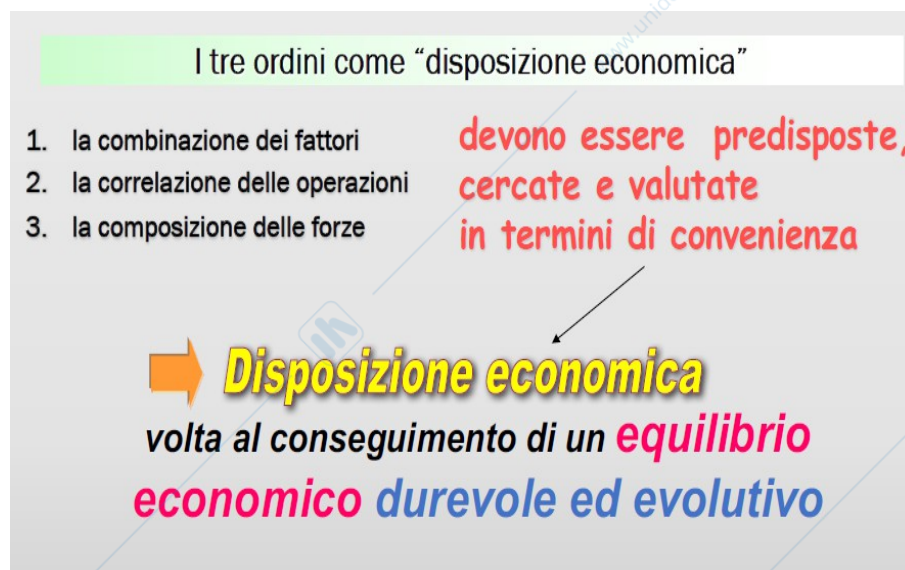 I tre ordini come “disposizione economica”
1. la combinazione dei fattori
2. la correlazione delle operazioni
3. la composizione delle forze
devono essere predisposte,
cercate e valutate
in termini di convenienza
Disposizione economica
volta al conseguimento di un equilibrio
economico durevole ed evolutivo